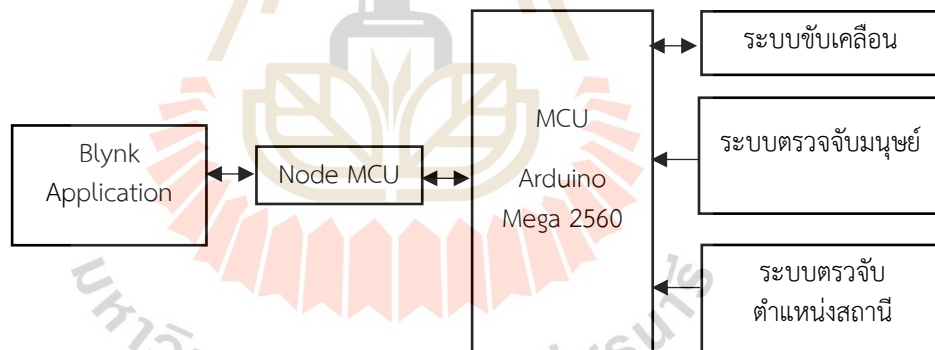 Blynk
Application
Node MCU
MCU
Arduino
Mega 2560
ระบบขับเคลื่อน
ระบบตรวจจับมนุษย์
ระบบตรวจับ
ตำแหน่งสถานี